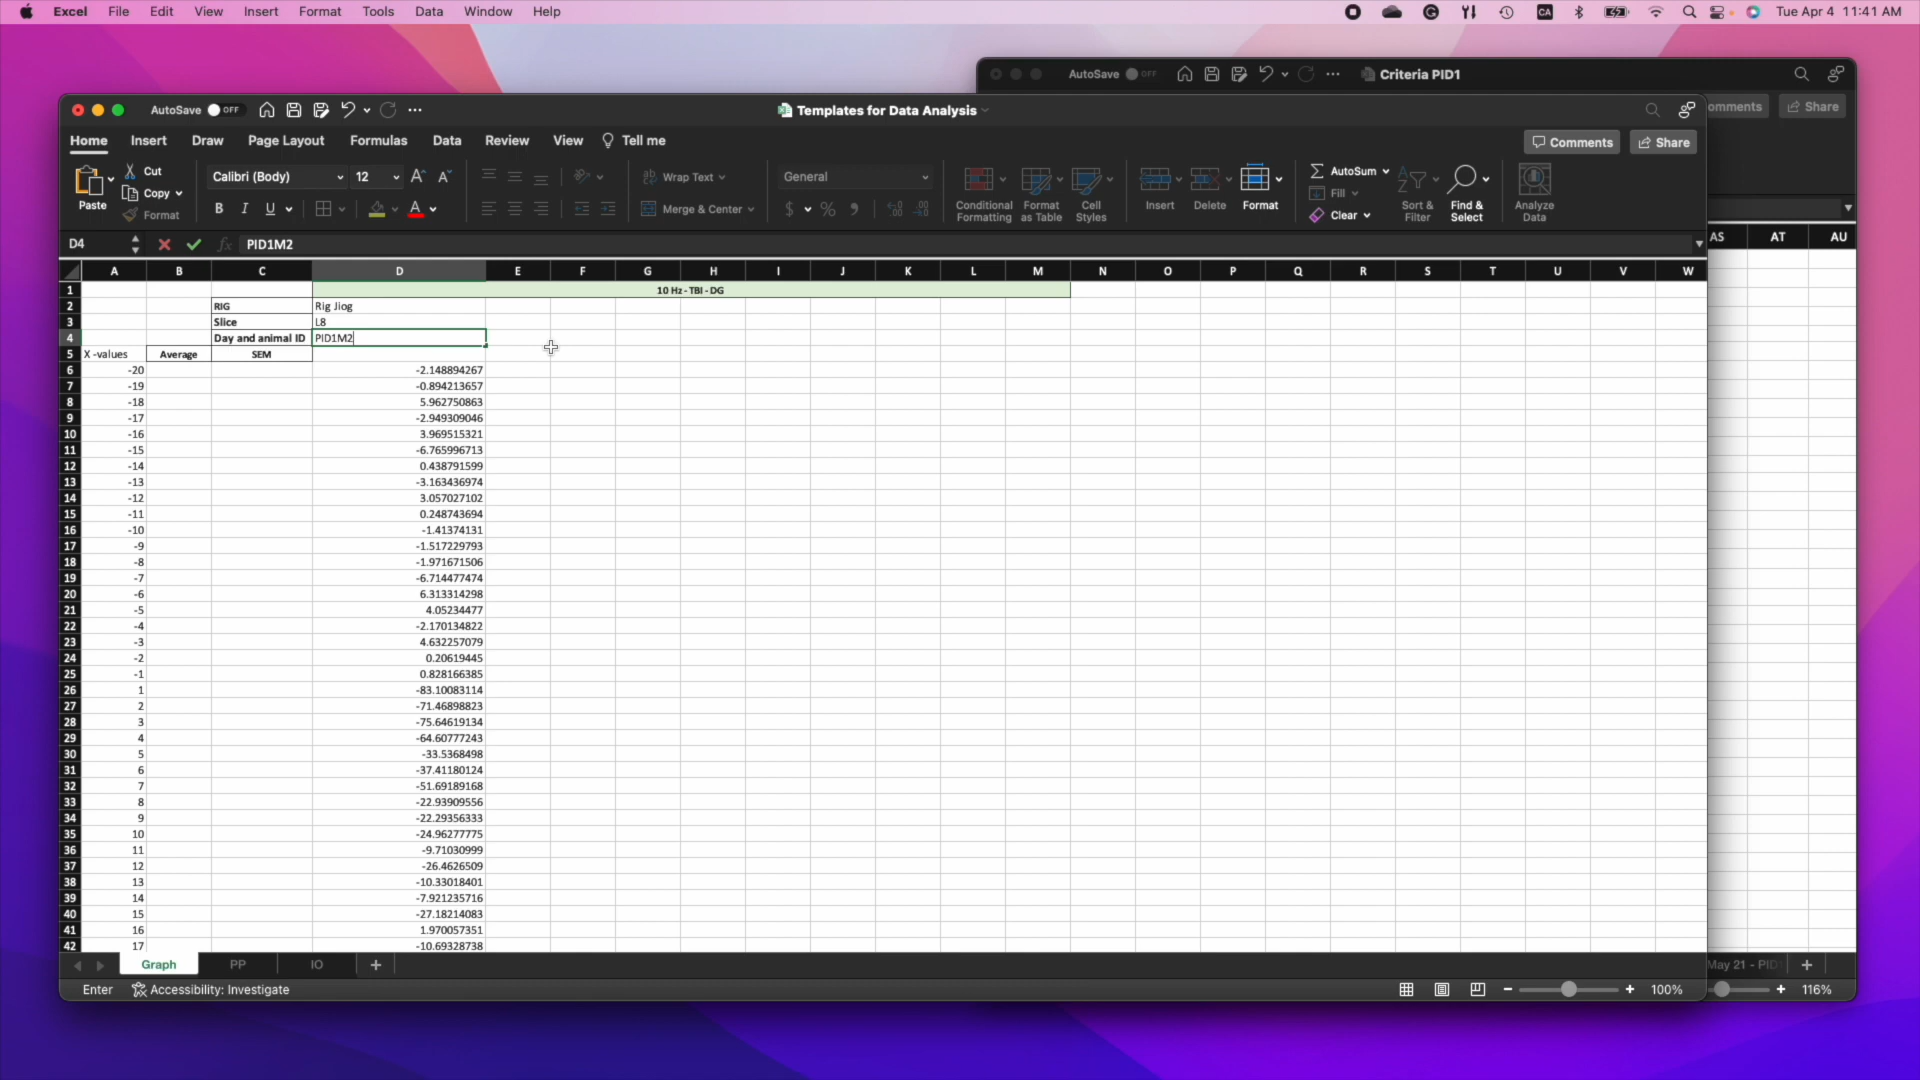 Excel File Edit View Insert Format Tools Data Window Help CA Tue Apr 4 11:41 AM
AutoSave OFF Criteria PID1
AutoSave OFF Templates for Data Analysis
omments Share
Home Insert Draw Page Layout Formulas Data Review View Tell me Comments Share
Paste Cut Copy Format
Calibri (Body) 12 A A Wrap Text General
B I U A Merge & Center $ % Conditional Formatting Format as Table Cell Styles Insert Delete Format
AutoSum Fill Clear Sort & Filter Find & Select Analyze Data
D4 fx PID1M2
AS AT AU
A B C D E F G H I J K L M N O P Q R S T U V W
1 10 Hz - TBI - DG
2 RIG Rig Jiog
3 Slice L8
4 Day and animal ID PID1M2
5 X -values Average SEM
6 -20 -2.148894267
7 -19 -0.894213657
8 -18 5.962750863
9 -17 -2.949309046
10 -16 3.969515321
11 -15 -6.765996713
12 -14 0.438791599
13 -13 -3.163436974
14 -12 3.057027102
15 -11 0.248743694
16 -10 -1.41374131
17 -9 -1.517229793
18 -8 -1.971671506
19 -7 -6.714477474
20 -6 6.313314298
21 -5 4.05234477
22 -4 -2.170134822
23 -3 4.632257079
24 -2 0.20619445
25 -1 0.828166385
26 1 -83.10083114
27 2 -71.46898823
28 3 -75.64619134
29 4 -64.60777243
30 5 -33.5368498
31 6 -37.41180124
32 7 -51.69189168
33 8 -22.93909556
34 9 -22.29356333
35 10 -24.96277775
36 11 -9.71030999
37 12 -26.4626509
38 13 -10.33018401
39 14 -7.921235716
40 15 -27.18214083
41 16 1.970057351
42 17 -10.69328738
Graph PP IO + May 21 - PID +
Enter Accessibility: Investigate - + 100% + 116%